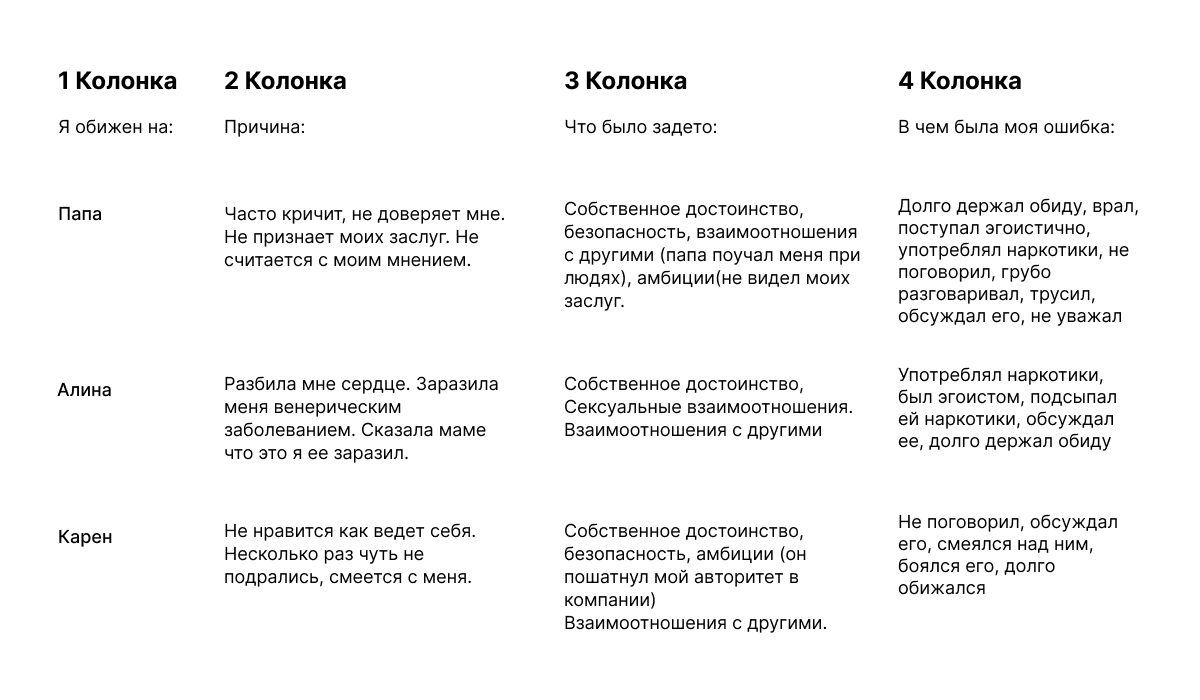 1 Колонка
2 Колонка
3 Колонка
4 Колонка
Я обижен на:
Причина:
Что было задето:
В чем была моя ошибка:
Папа
Часто кричит, не доверяет мне.
Не признает моих заслуг. Не
считается с моим мнением.
Собственное достоинство,
безопасность, взаимоотношения
с другими (папа поучал меня при
людях), амбиции(не видел моих
заслуг.
Долго держал обиду, врал,
поступал эгоистично,
употреблял наркотики, не
поговорил, грубо
разговаривал, трусил,
обсуждал его, не уважал
Алина
Разбила мне сердце. Заразила
меня венерическим
заболеванием. Сказала маме
что это я ее заразил.
Собственное достоинство,
Сексуальные взаимоотношения.
Взаимоотношения с другими
Употреблял наркотики,
был эгоистом, подсыпал
ей наркотики, обсуждал
ее, долго держал обиду
Карен
Не нравится как ведет себя.
Несколько раз чуть не
подрались, смеется с меня.
Собственное достоинство,
безопасность, амбиции (он
пошатнул мой авторитет в
компании)
Взаимоотношения с другими.
Не поговорил, обсуждал
его, смеялся над ним,
боялся его, долго
обижался